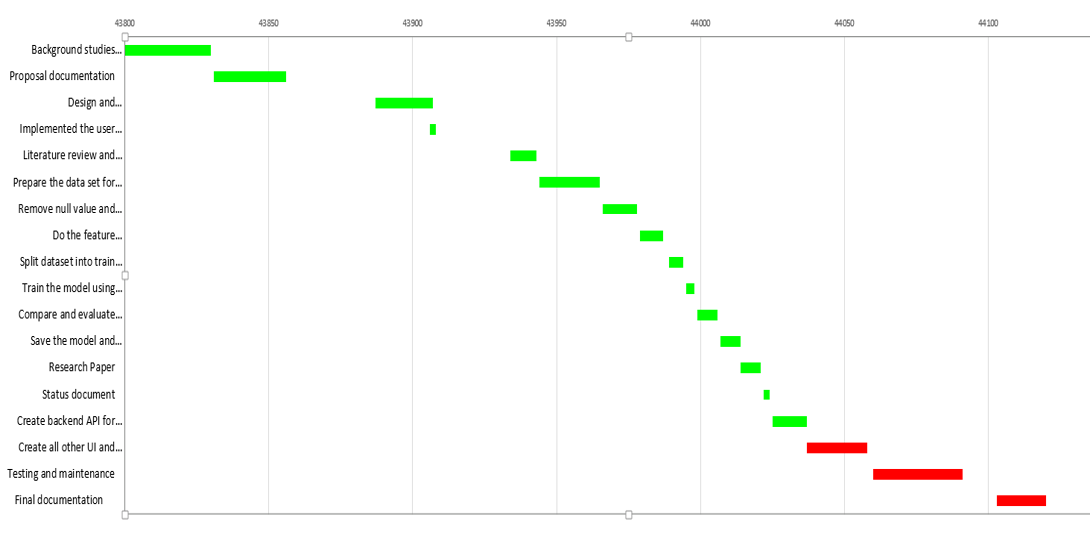 43800 43850 43900 43950 44000 44050 44100
Background studies...
Proposal documentation
Design and...
Implemented the user...
Literature review and...
Prepare the data set for...
Remove null value and...
Do the feature...
Split dataset into train...
Train the model using...
Compare and evaluate...
Save the model and...
Research Paper
Status document
Create backend API for...
Create all other UI and...
Testing and maintenance
Final documentation